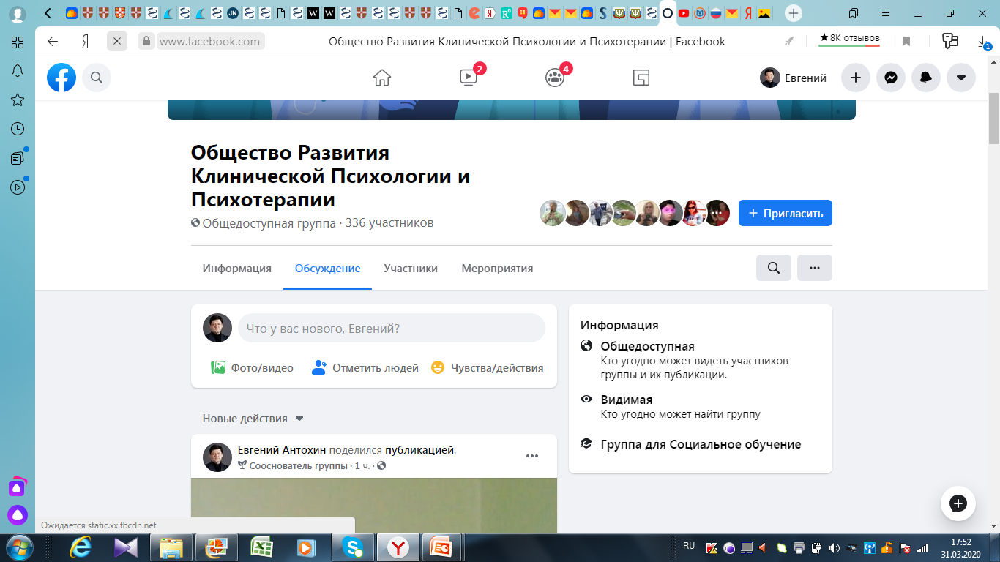 www.facebook.com
Общество Развития Клинической Психологии и Психотерапии | Facebook
★8K отзывов
1
2
4
Евгений
Общество Развития
Клинической Психологии и
Психотерапии
Общедоступная группа · 336 участников
+ Пригласить
Информация
Обсуждение
Участники
Мероприятия
Что у вас нового, Евгений?
Фото/видео
Отметить людей
Чувства/действия
Новые действия
Евгений Антохин поделился публикацией.
Сооснователь группы · 1 ч. ·
Информация
Общедоступная
Кто угодно может видеть участников
группы и их публикации.
Видимая
Кто угодно может найти группу
Группа для Социальное обучение
Ожидается static.xx.fbcdn.net
RU
17:52
31.03.2020